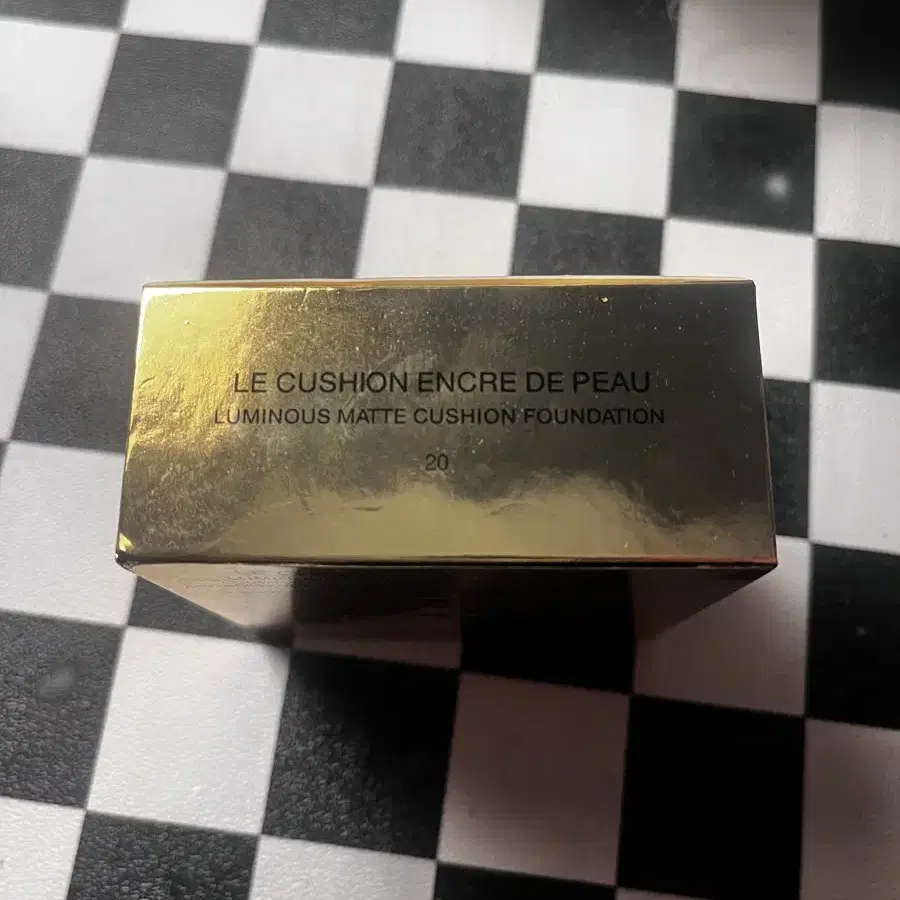 LE CUSHION ENCRE DE PEAU
LUMINOUS MATTE CUSHION FOUNDATION
20